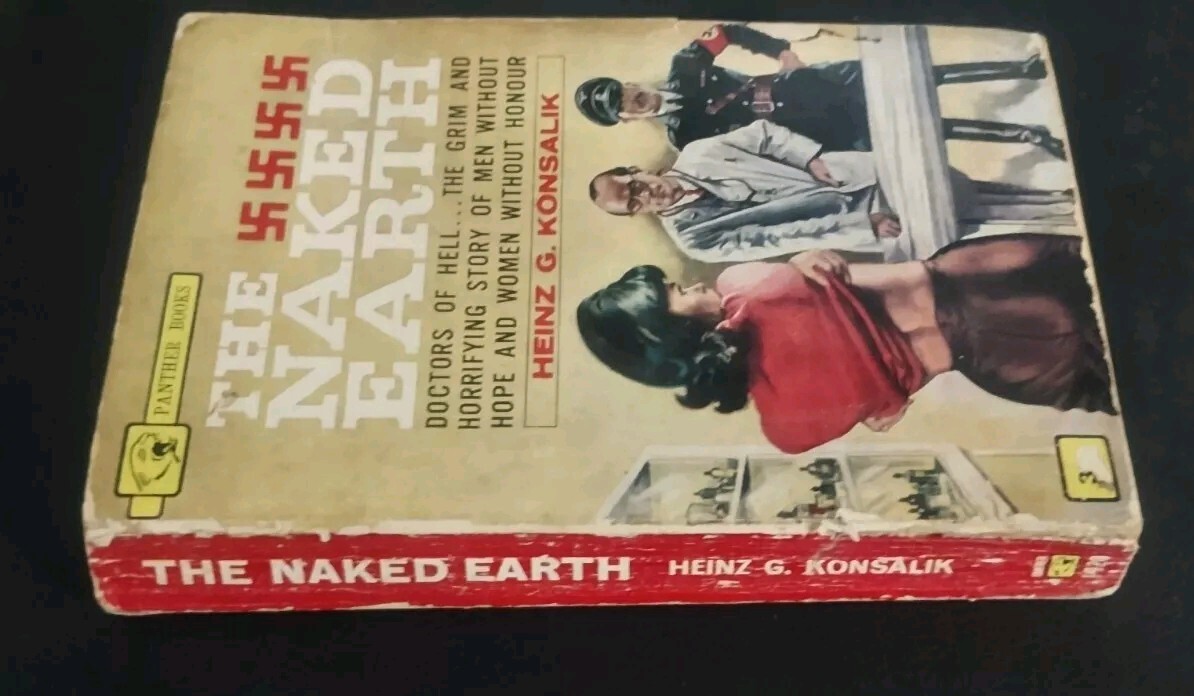 PANTHER BOOKS
THE
NAKED
EARTH
DOCTORS OF HELL...THE GRIM AND
HORRIFYING STORY OF MEN WITHOUT
HOPE AND WOMEN WITHOUT HONOUR
HEINZ G. KONSALIK
THE NAKED EARTH HEINZ G. KONSALIK